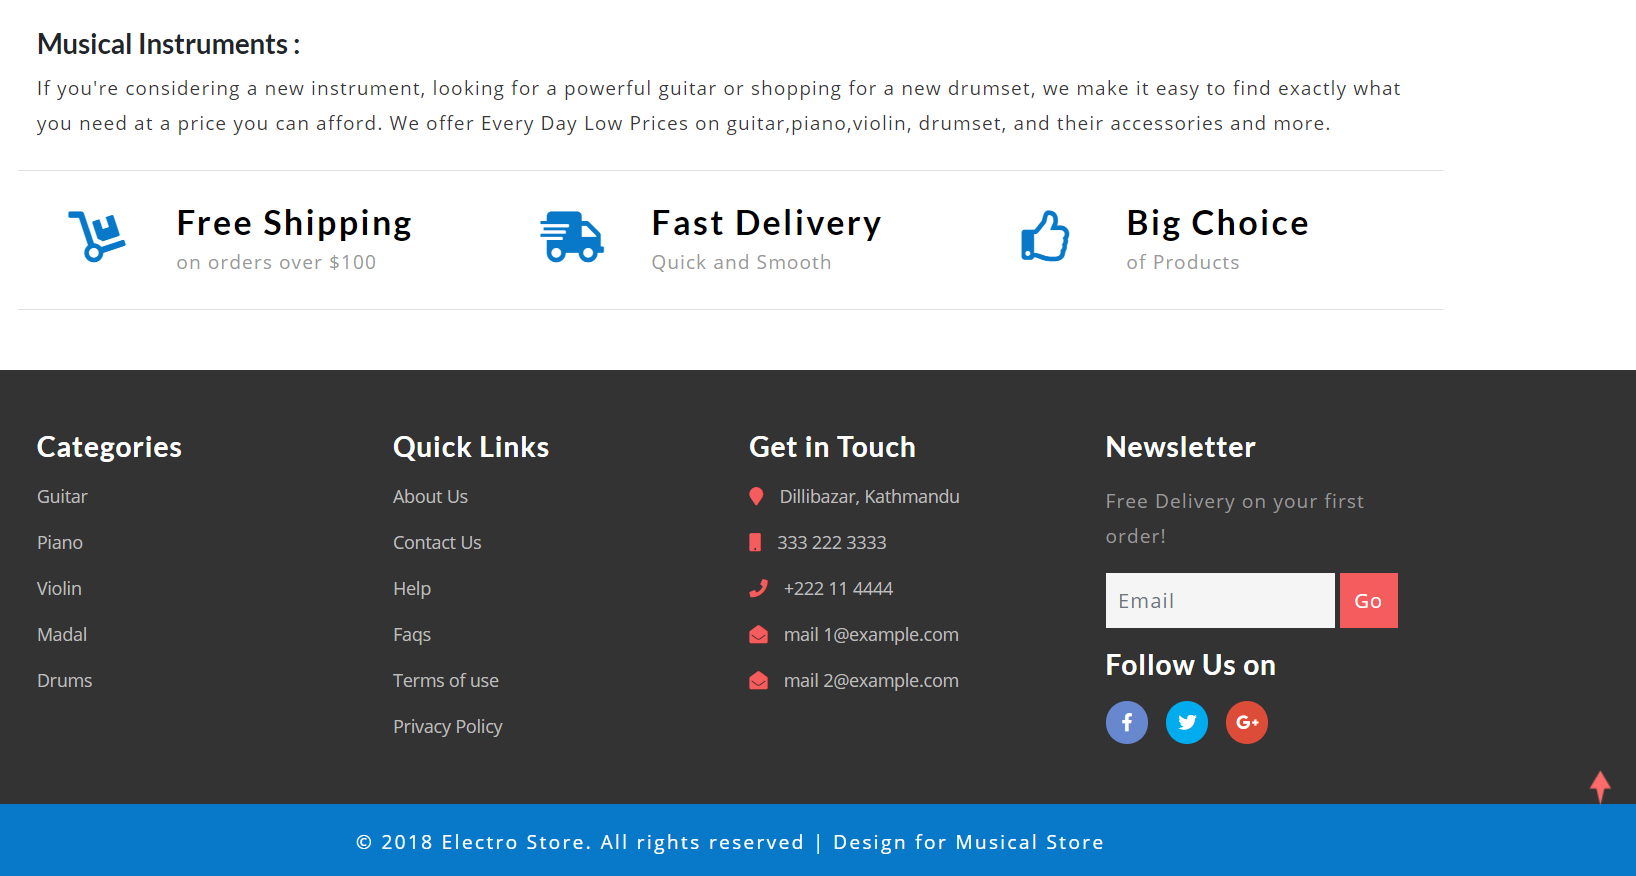 Musical Instruments :
If you're considering a new instrument, looking for a powerful guitar or shopping for a new drumset, we make it easy to find exactly what
you need at a price you can afford. We offer Every Day Low Prices on guitar,piano,violin, drumset, and their accessories and more.
Free Shipping
on orders over $100
Fast Delivery
Quick and Smooth
Big Choice
of Products
Categories
Guitar
Piano
Violin
Madal
Drums
Quick Links
About Us
Contact Us
Help
Faqs
Terms of use
Privacy Policy
Get in Touch
Dillibazar, Kathmandu
333 222 3333
+222 11 4444
mail 1@example.com
mail 2@example.com
Newsletter
Free Delivery on your first
order!
Email
Go
Follow Us on
© 2018 Electro Store. All rights reserved | Design for Musical Store